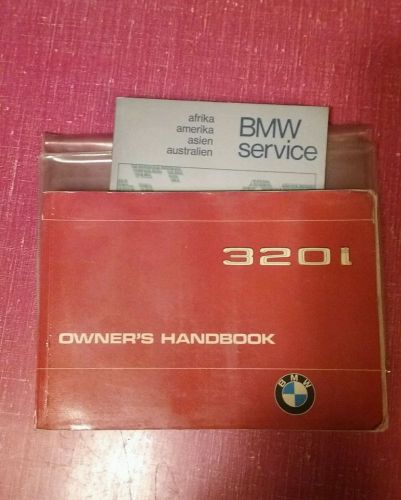 afrika
amerika
asien
australien
BMW
service
320i
OWNER'S HANDBOOK
BMW